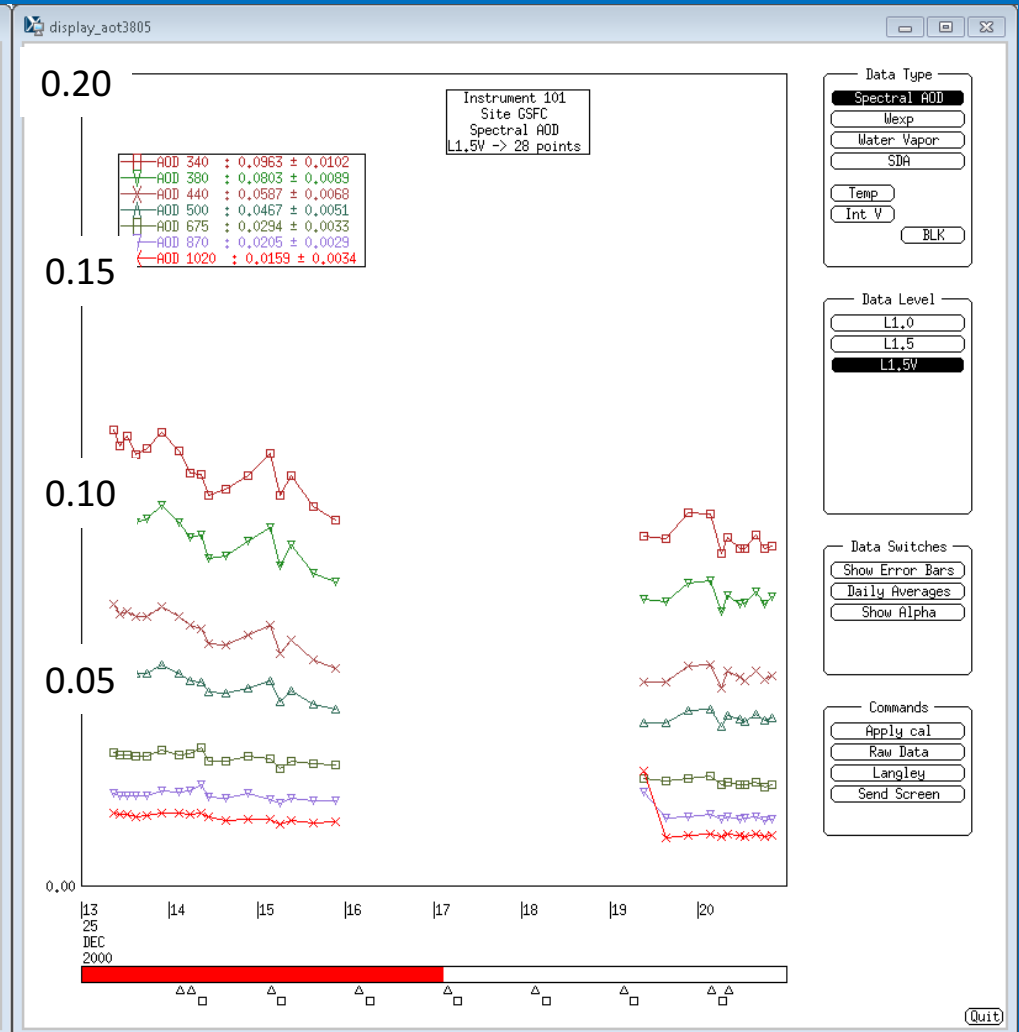 display_aot3805
0.20
Instrument 101
Site GSFC
Spectral AOD
L1.5V -> 28 points
AOD 340 : 0.0963 ± 0.0102
AOD 380 : 0.0803 ± 0.0089
AOD 440 : 0.0587 ± 0.0068
AOD 500 : 0.0467 ± 0.0051
AOD 675 : 0.0294 ± 0.0033
AOD 870 : 0.0205 ± 0.0029
AOD 1020 : 0.0159 ± 0.0034
0.15
0.10
0.05
0.00
|13 |14 |15 |16 |17 |18 |19 |20
25
DEC
2000
Data Type
Spectral AOD
Wexp
Water Vapor
SDA
Temp
Int V
BLK
Data Level
L1.0
L1.5
L1.5V
Data Switches
Show Error Bars
Daily Averages
Show Alpha
Commands
Apply cal
Raw Data
Langley
Send Screen
Quit